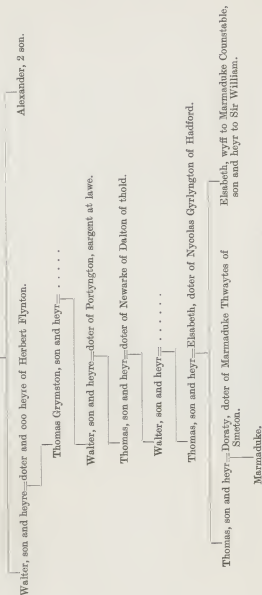 Walter, son and heyre=doter and coo heyre of Herbert Flynton.
Alexander, 2 son.
Thomas Grymston, son and heyr= . . . . .
Walter, son and heyre=doter of Portyngton, sargent at lawe.
Thomas, son and heyr=doter of Newarke of Dalton of thold.
Walter, son and heyr= . . . . . .
Thomas, son and heyr=Elsabeth, doter of Nycolas Gyrlyngton of Hadford.
Thomas, son and heyr=Doraty, doter of Marmaduke Thwaytes of
Smeton.
Elsabeth, wyff to Marmaduke Counstable,
son and heyr to Sir William.
Marmaduke.